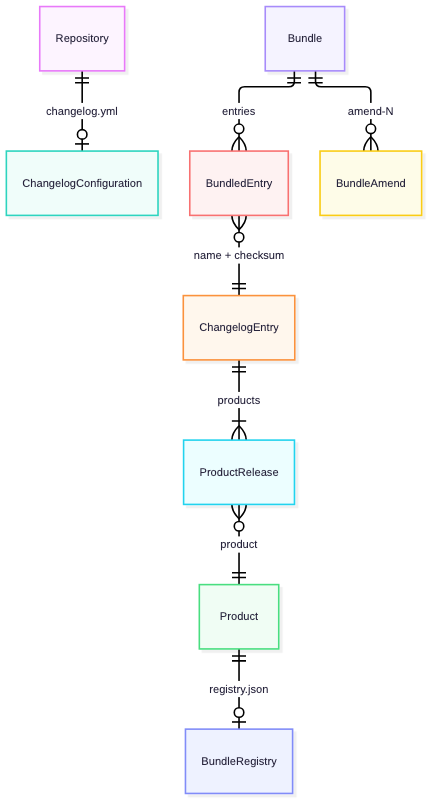 Repository
Bundle
changelog.yml
entries
amend-N
ChangelogConfiguration
BundledEntry
BundleAmend
name + checksum
ChangelogEntry
products
ProductRelease
product
Product
registry.json
BundleRegistry